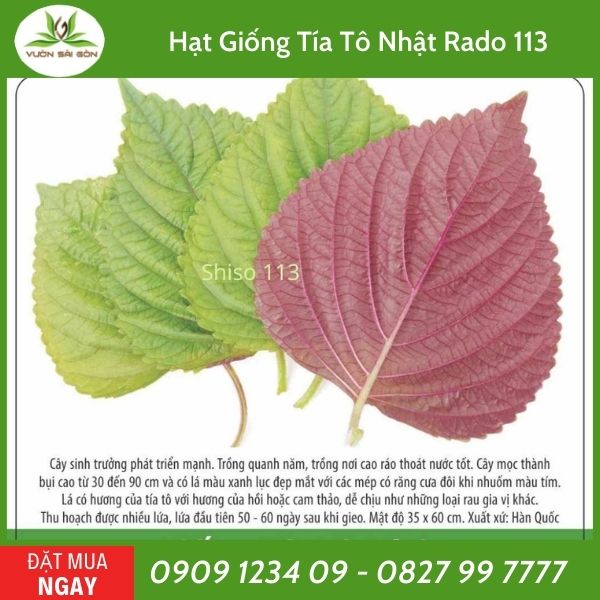 VƯỜN SÀI GÒN
Hạt Giống Tía Tô Nhật Rado 113
Shiso 113
Cây sinh trưởng phát triển mạnh. Trồng quanh năm, trồng nơi cao ráo thoát nước tốt. Cây mọc thành
bụi cao từ 30 đến 90 cm và có lá màu xanh lục đẹp mắt với các mép có răng cưa đôi khi nhuốm màu tím.
Lá có hương của tía tô với hương của hồi hoặc cam thảo, dễ chịu như những loại rau gia vị khác.
Thu hoạch được nhiều lứa, lứa đầu tiên 50 - 60 ngày sau khi gieo. Mật độ 35 x 60 cm. Xuất xứ: Hàn Quốc
ĐẶT MUA
NGAY
0909 1234 09 - 0827 99 7777